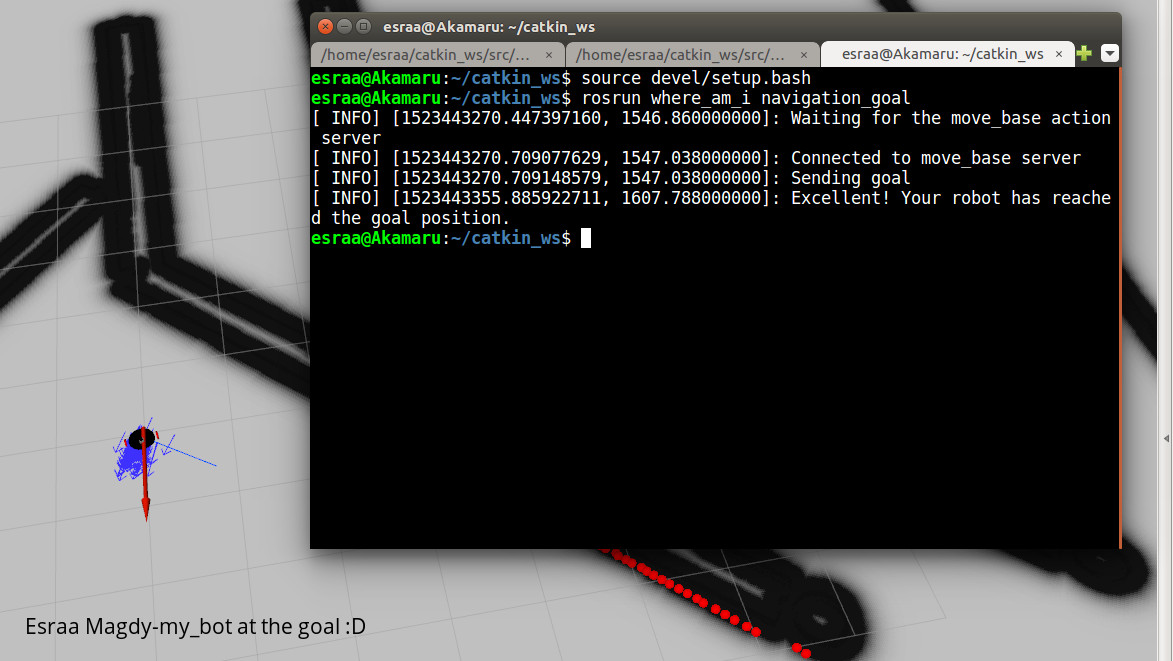 esraa@Akamaru: ~/catkin_ws
/home/esraa/catkin_ws/src/... × /home/esraa/catkin_ws/src/... × esraa@Akamaru: ~/catkin_ws ×
esraa@Akamaru:~/catkin_ws$ source devel/setup.bash
esraa@Akamaru:~/catkin_ws$ rosrun where_am_i navigation_goal
[ INFO] [1523443270.447397160, 1546.860000000]: Waiting for the move_base action
 server
[ INFO] [1523443270.709077629, 1547.038000000]: Connected to move_base server
[ INFO] [1523443270.709148579, 1547.038000000]: Sending goal
[ INFO] [1523443355.885922711, 1607.788000000]: Excellent! Your robot has reache
d the goal position.
esraa@Akamaru:~/catkin_ws$
Esraa Magdy-my_bot at the goal :D